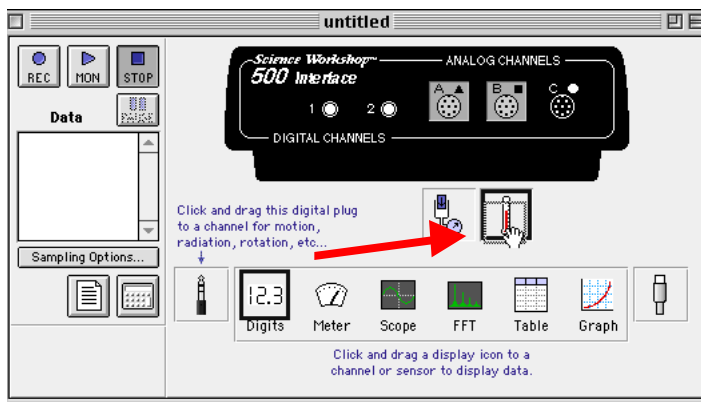 untitled
REC MON STOP
Data
Sampling Options...
Science Workshop™
500 Interface
ANALOG CHANNELS
A B C
1 2
DIGITAL CHANNELS
Click and drag this digital plug
to a channel for motion,
radiation, rotation, etc...
12.3
Digits Meter Scope FFT Table Graph
Click and drag a display icon to a
channel or sensor to display data.